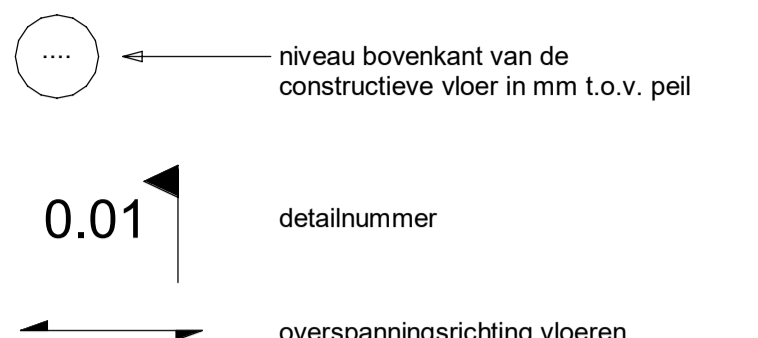 .... niveau bovenkant van de
constructieve vloer in mm t.o.v. peil
0.01 detailnummer
overspanningsrichting vloeren